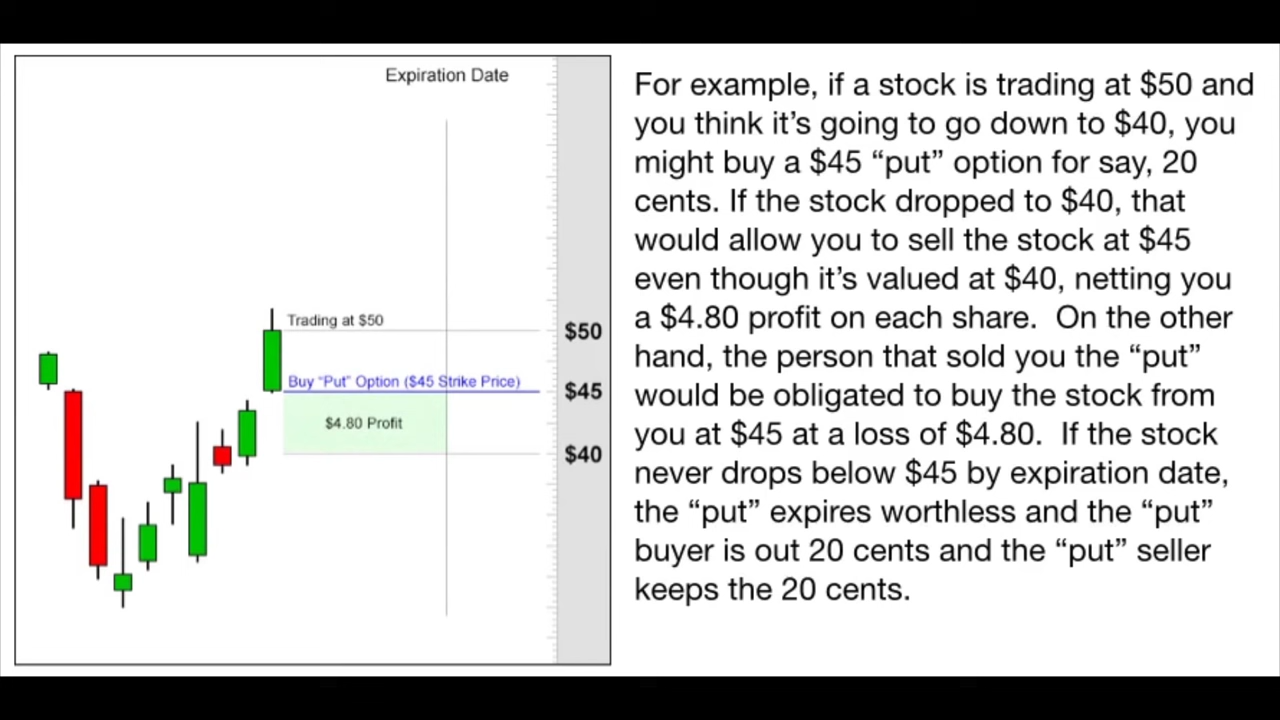 Expiration Date
Trading at $50
$50
Buy “Put” Option ($45 Strike Price)
$45
$4.80 Profit
$40
For example, if a stock is trading at $50 and
you think it’s going to go down to $40, you
might buy a $45 “put” option for say, 20
cents. If the stock dropped to $40, that
would allow you to sell the stock at $45
even though it’s valued at $40, netting you
a $4.80 profit on each share.  On the other
hand, the person that sold you the “put”
would be obligated to buy the stock from
you at $45 at a loss of $4.80.  If the stock
never drops below $45 by expiration date,
the “put” expires worthless and the “put”
buyer is out 20 cents and the “put” seller
keeps the 20 cents.